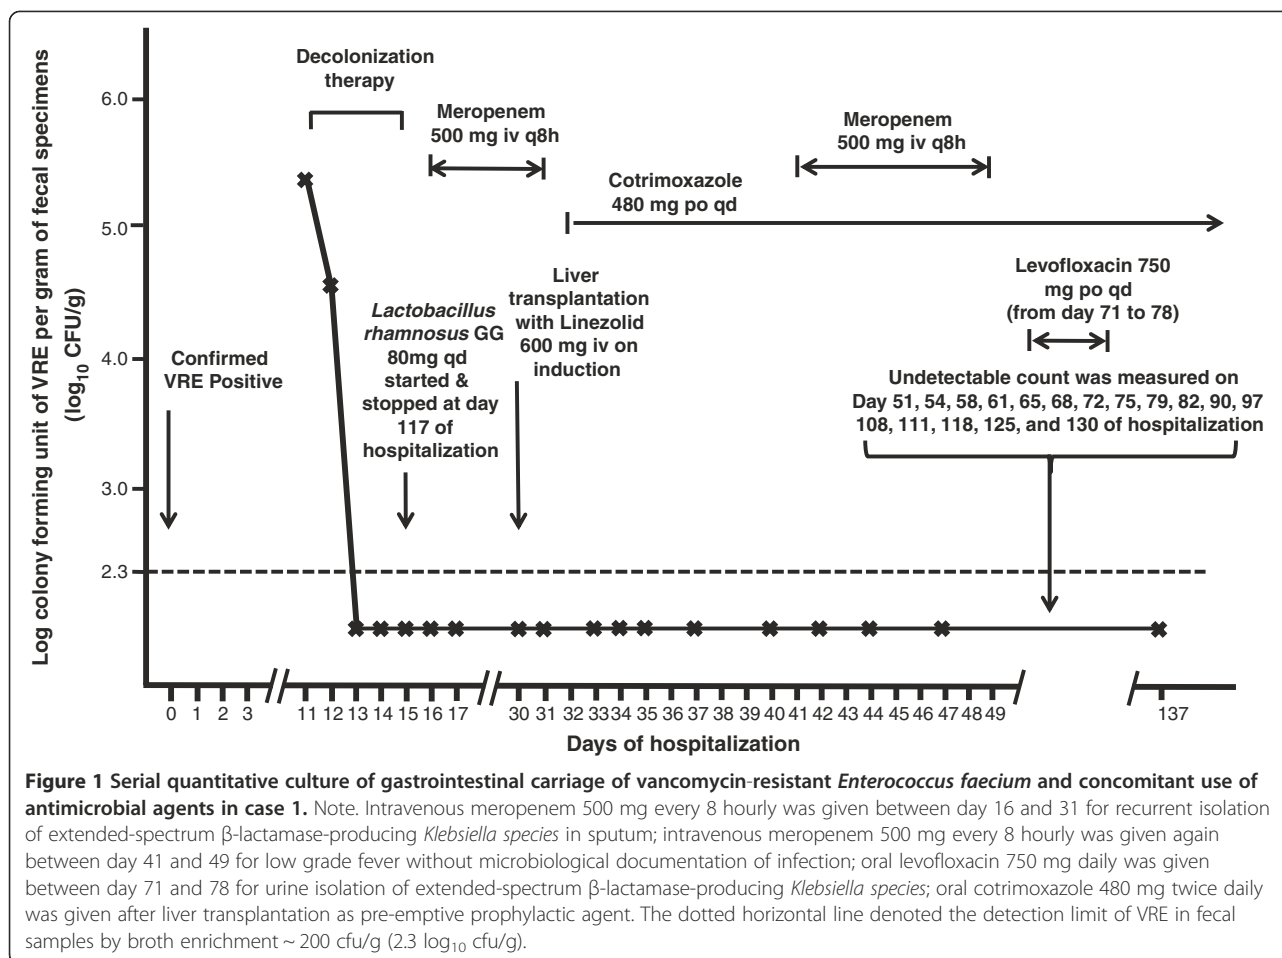 Log colony forming unit of VRE per gram of fecal specimens
(log10 CFU/g)
6.0
5.0
4.0
3.0
2.3
Decolonization
therapy
Meropenem
500 mg iv q8h
Meropenem
500 mg iv q8h
Cotrimoxazole
480 mg po qd
Confirmed
VRE Positive
Lactobacillus
rhamnosus GG
80mg qd
started &
stopped at day
117 of
hospitalization
Liver
transplantation
with Linezolid
600 mg iv on
induction
Levofloxacin 750
mg po qd
(from day 71 to 78)
Undetectable count was measured on
Day 51, 54, 58, 61, 65, 68, 72, 75, 79, 82, 90, 97
108, 111, 118, 125, and 130 of hospitalization
0 1 2 3 11 12 13 14 15 16 17 30 31 32 33 34 35 36 37 38 39 40 41 42 43 44 45 46 47 48 49 137
Days of hospitalization
Figure 1 Serial quantitative culture of gastrointestinal carriage of vancomycin-resistant Enterococcus faecium and concomitant use of
antimicrobial agents in case 1. Note. Intravenous meropenem 500 mg every 8 hourly was given between day 16 and 31 for recurrent isolation
of extended-spectrum β-lactamase-producing Klebsiella species in sputum; intravenous meropenem 500 mg every 8 hourly was given again
between day 41 and 49 for low grade fever without microbiological documentation of infection; oral levofloxacin 750 mg daily was given
between day 71 and 78 for urine isolation of extended-spectrum β-lactamase-producing Klebsiella species; oral cotrimoxazole 480 mg twice daily
was given after liver transplantation as pre-emptive prophylactic agent. The dotted horizontal line denoted the detection limit of VRE in fecal
samples by broth enrichment ~ 200 cfu/g (2.3 log10 cfu/g).